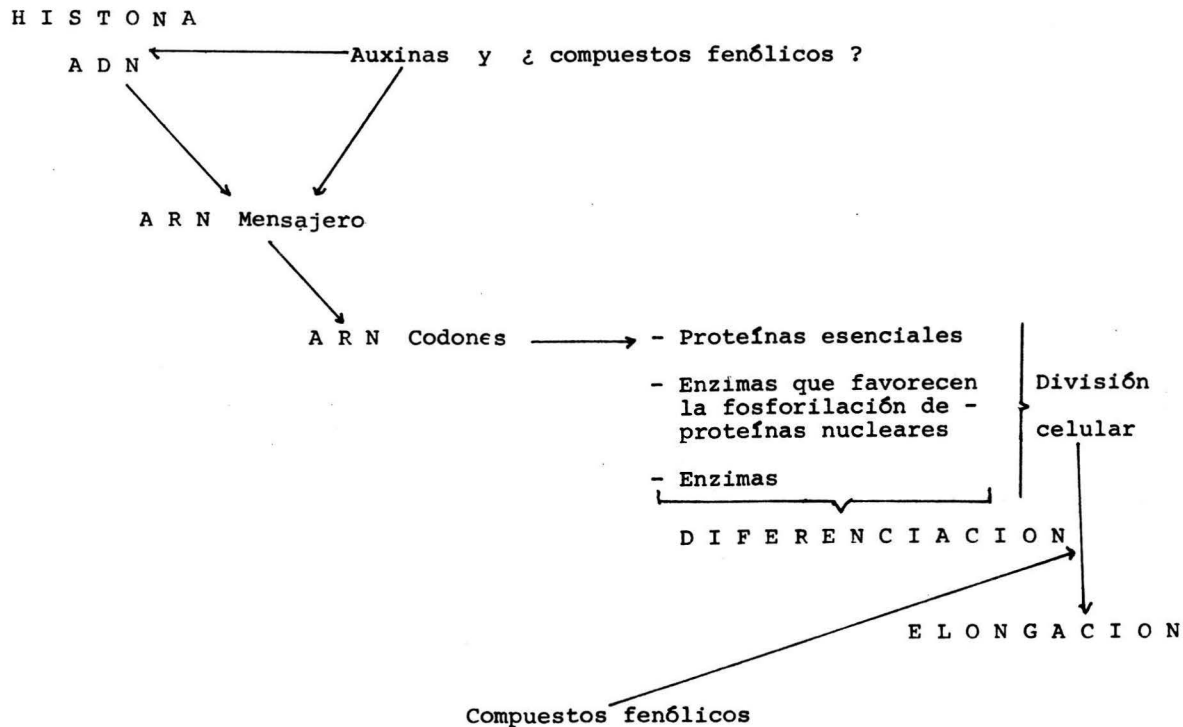 H I S T O N A
A D N
Auxinas y ¿ compuestos fenólicos ?
A R N Mensajero
A R N Codones
- Proteínas esenciales
- Enzimas que favorecen
la fosforilación de -
proteínas nucleares
- Enzimas
División
celular
D I F E R E N C I A C I O N
E L O N G A C I O N
Compuestos fenólicos